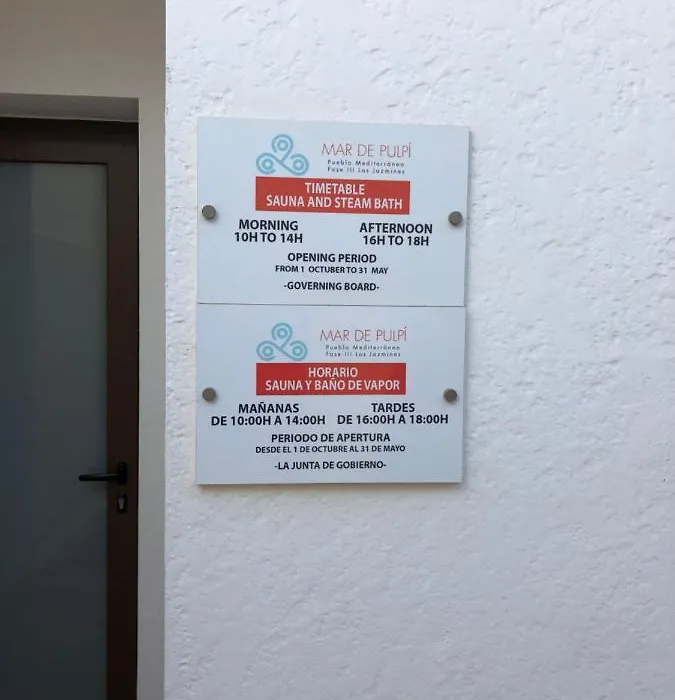 MAR DE PULPÍ
Pueblo Mediterráneo
Fase III Los Jazmines
TIMETABLE
SAUNA AND STEAM BATH
MORNING
10H TO 14H
AFTERNOON
16H TO 18H
OPENING PERIOD
FROM 1 OCTUBER TO 31 MAY
-GOVERNING BOARD-
MAR DE PULPÍ
Pueblo Mediterráneo
Fase III Los Jazmines
HORARIO
SAUNA Y BAÑO DE VAPOR
MAÑANAS
DE 10:00H A 14:00H
TARDES
DE 16:00H A 18:00H
PERIODO DE APERTURA
DESDE EL 1 DE OCTUBRE AL 31 DE MAYO
-LA JUNTA DE GOBIERNO-